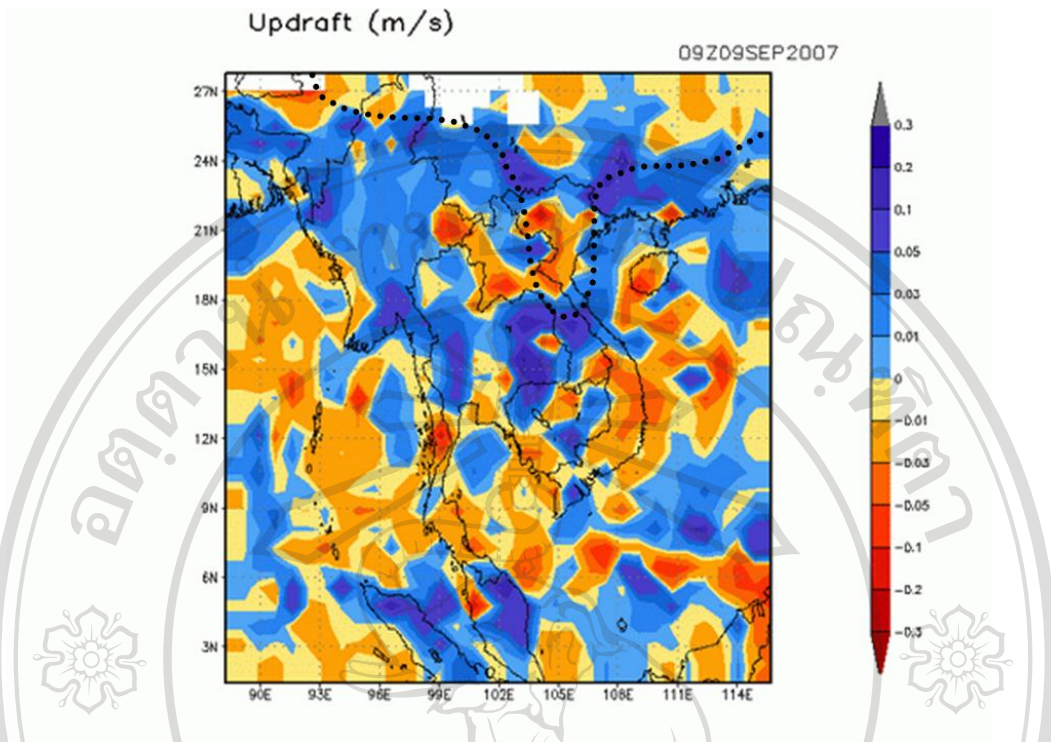 Updraft (m/s)
09Z09SEP2007
27N
24N
21N
18N
15N
12N
9N
6N
3N
90E
93E
96E
99E
102E
105E
108E
111E
114E
0.3
0.2
0.1
0.05
0.03
0.01
0
-0.01
-0.03
-0.05
-0.1
-0.2
-0.3